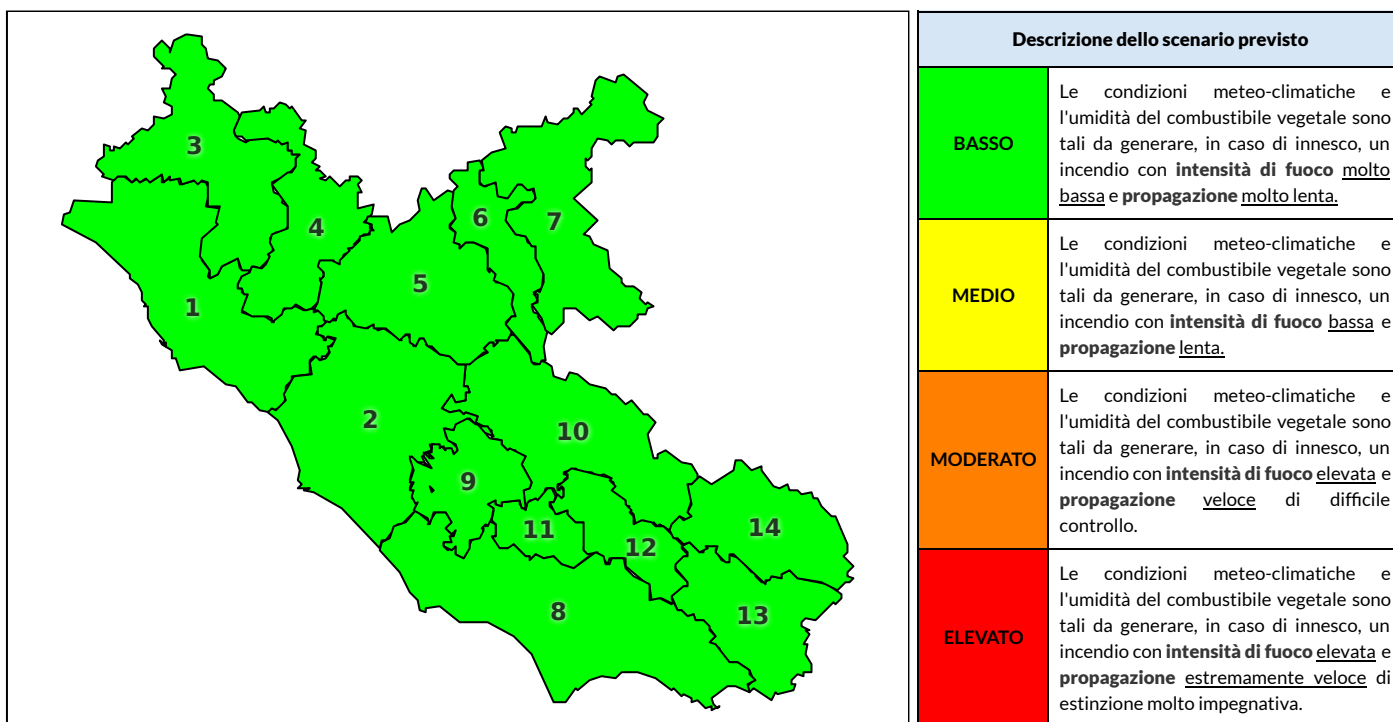 3
4
6
7
5
1
2
10
9
11
12
14
8
13
Descrizione dello scenario previsto
BASSO
Le condizioni meteo-climatiche e
l'umidità del combustibile vegetale sono
tali da generare, in caso di innesco, un
incendio con intensità di fuoco molto
bassa e propagazione molto lenta.
MEDIO
Le condizioni meteo-climatiche e
l'umidità del combustibile vegetale sono
tali da generare, in caso di innesco, un
incendio con intensità di fuoco bassa e
propagazione lenta.
MODERATO
Le condizioni meteo-climatiche e
l'umidità del combustibile vegetale sono
tali da generare, in caso di innesco, un
incendio con intensità di fuoco elevata e
propagazione veloce di difficile
controllo.
ELEVATO
Le condizioni meteo-climatiche e
l'umidità del combustibile vegetale sono
tali da generare, in caso di innesco, un
incendio con intensità di fuoco elevata e
propagazione estremamente veloce di
estinzione molto impegnativa.